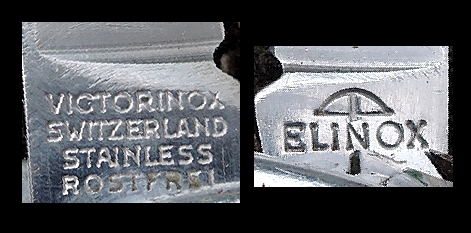 VICTORINOX
SWITZERLAND
STAINLESS
ROSTFREI
ELINOX